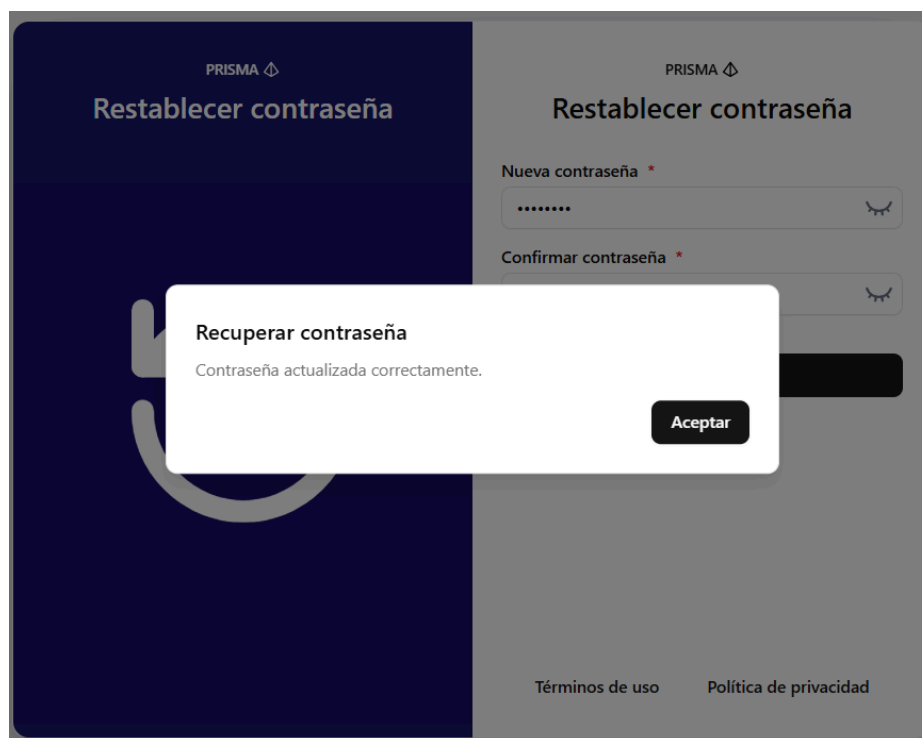 PRISMA
Restablecer contraseña
PRISMA
Restablecer contraseña
Nueva contraseña *
••••••••
Confirmar contraseña *
Recuperar contraseña
Contraseña actualizada correctamente.
Aceptar
Términos de uso Política de privacidad